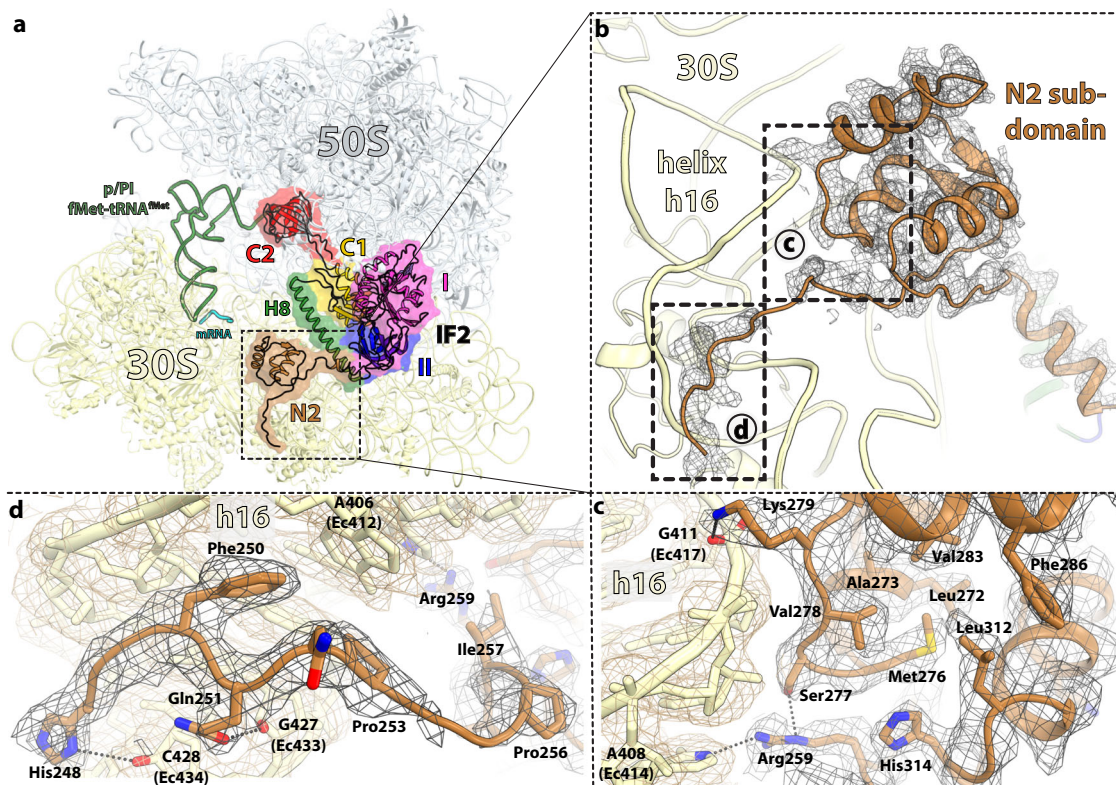 a
50S
p/PI
fMet-tRNAfMet
C2
C1
I
H8
mRNA
IF2
30S
II
N2
b
30S
N2 sub-
domain
helix
h16
c
d
d
h16
A406
(Ec412)
Phe250
Arg259
Ile257
Gln251
G427
(Ec433)
Pro253
C428
(Ec434)
Pro256
His248
c
Lys279
G411
(Ec417)
h16
Val283
Phe286
Ala273
Leu272
Val278
Leu312
Met276
Ser277
A408
(Ec414)
Arg259
His314